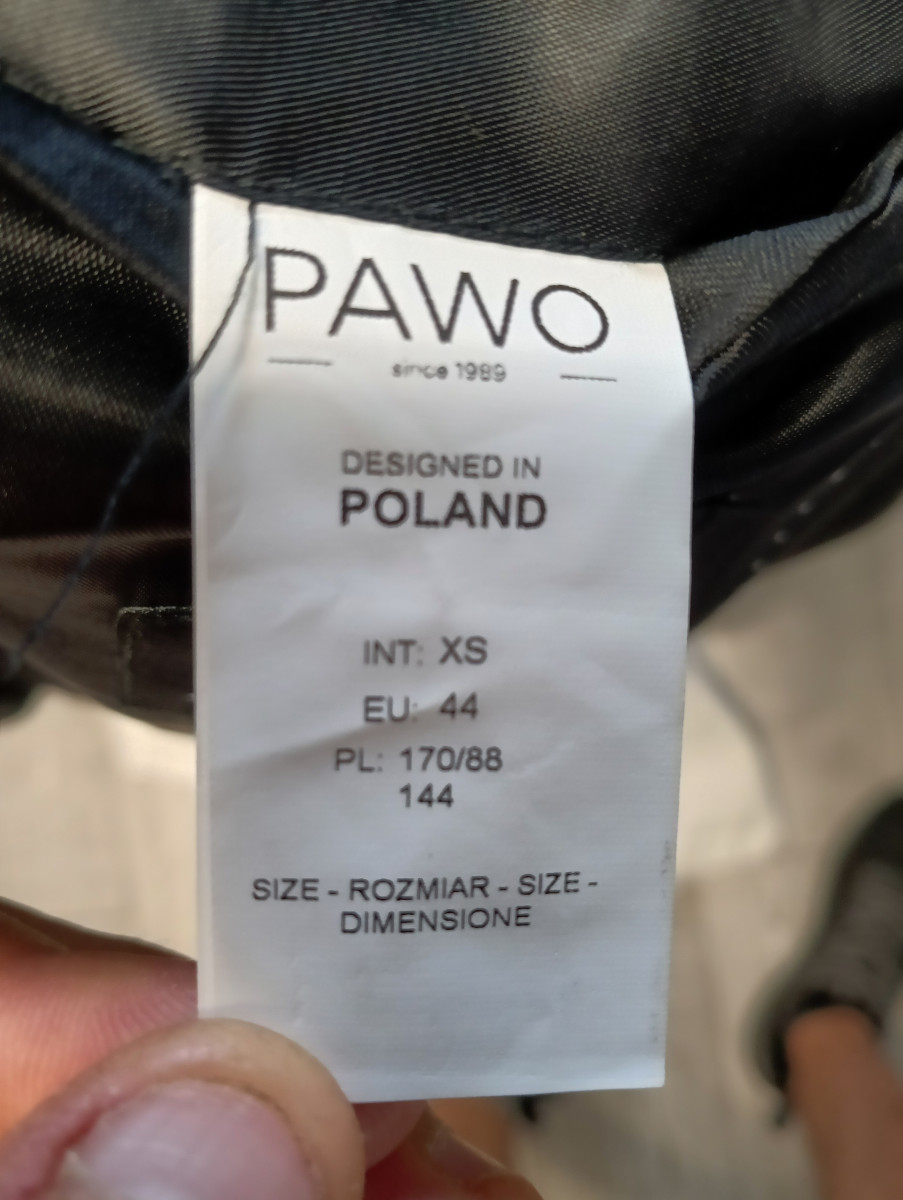 PAWO
since 1989
DESIGNED IN
POLAND
INT: XS
EU: 44
PL: 170/88
144
SIZE - ROZMIAR - SIZE -
DIMENSIONE